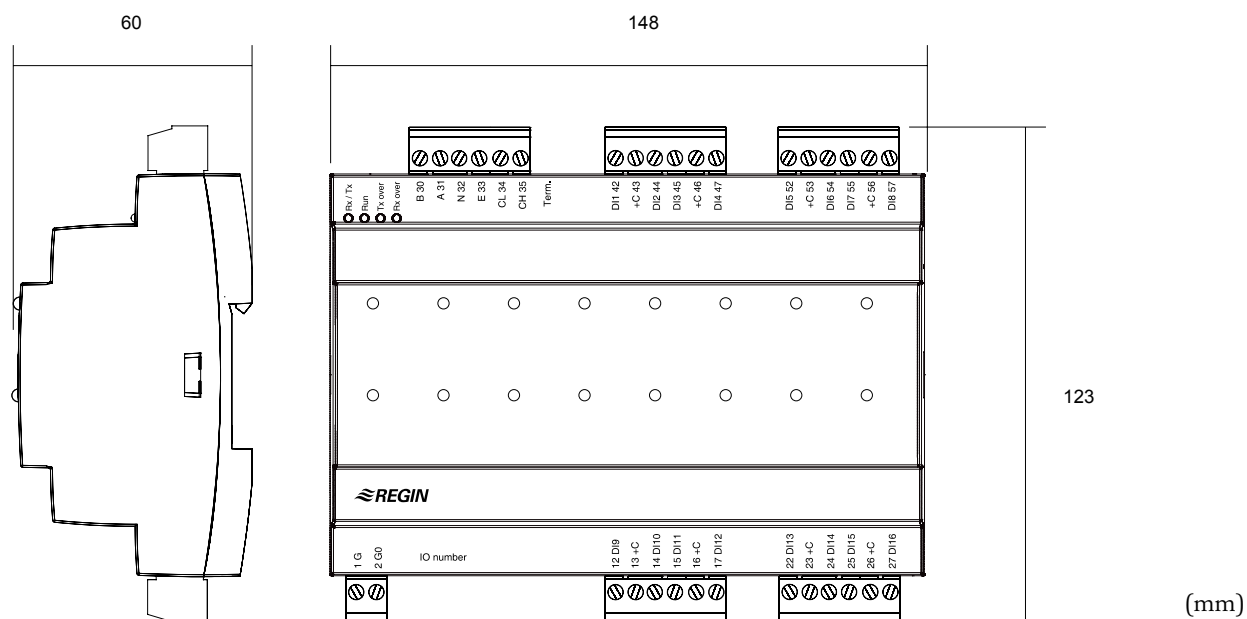 60
148
Rx / Tx
Run
Tx over
Rx over
B 30
A 31
N 32
E 33
CL 34
CH 35
Term.
DI1 42
+C 43
DI2 44
DI3 45
+C 46
DI4 47
DI5 52
+C 53
DI6 54
DI7 55
+C 56
DI8 57
123
REGIN
1 G
2 G0
IO number
12 DI9
13 +C
14 DI10
15 DI11
16 +C
17 DI12
22 DI13
23 +C
24 DI14
25 DI15
26 +C
27 DI16
(mm)